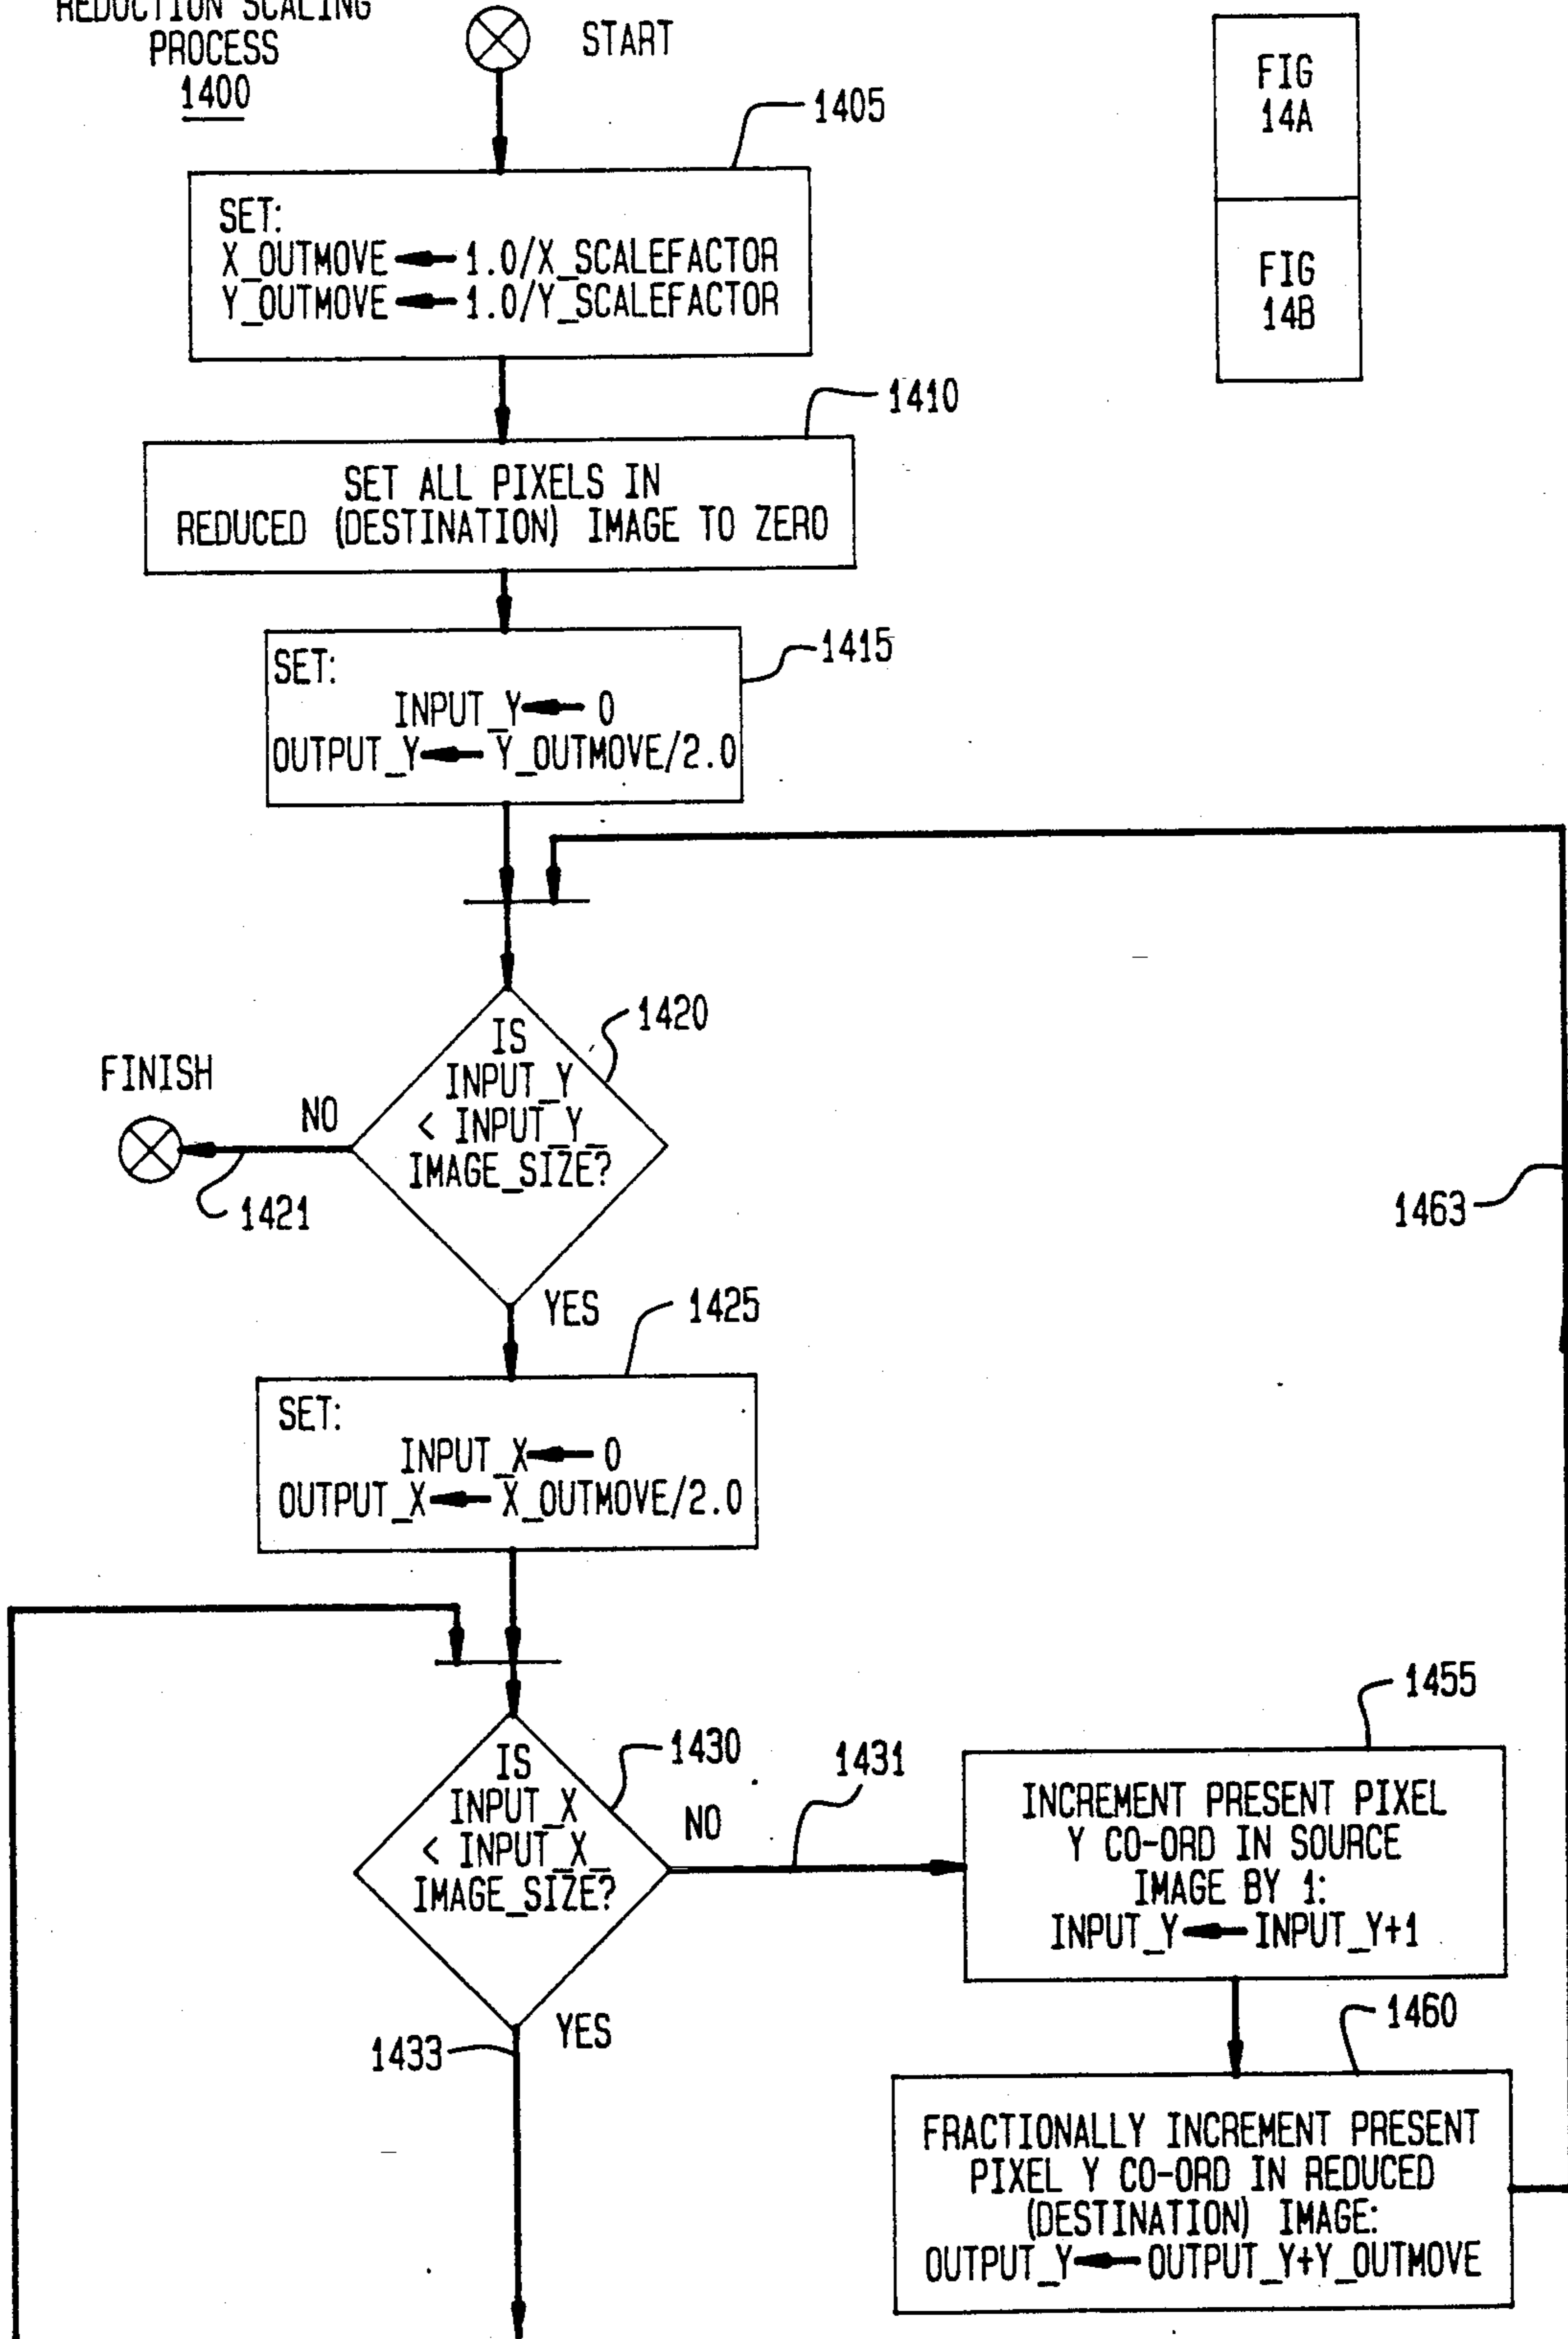 REDUCTION SCALING
PROCESS
1400
START
FIG
14A
FIG
14B
1405
SET:
X_OUTMOVE ← 1.0/X_SCALEFACTOR
Y_OUTMOVE ← 1.0/Y_SCALEFACTOR
1410
SET ALL PIXELS IN
REDUCED (DESTINATION) IMAGE TO ZERO
1415
SET:
INPUT_Y ← 0
OUTPUT_Y ← Y_OUTMOVE/2.0
1420
IS
INPUT_Y
< INPUT_Y_
IMAGE_SIZE?
FINISH
NO
1421
1463
YES
1425
SET:
INPUT_X ← 0
OUTPUT_X ← X_OUTMOVE/2.0
1430
IS
INPUT_X
< INPUT_X_
IMAGE_SIZE?
NO
1431
1455
INCREMENT PRESENT PIXEL
Y CO-ORD IN SOURCE
IMAGE BY 1:
INPUT_Y ← INPUT_Y+1
YES
1433
1460
FRACTIONALLY INCREMENT PRESENT
PIXEL Y CO-ORD IN REDUCED
(DESTINATION) IMAGE:
OUTPUT_Y ← OUTPUT_Y+Y_OUTMOVE